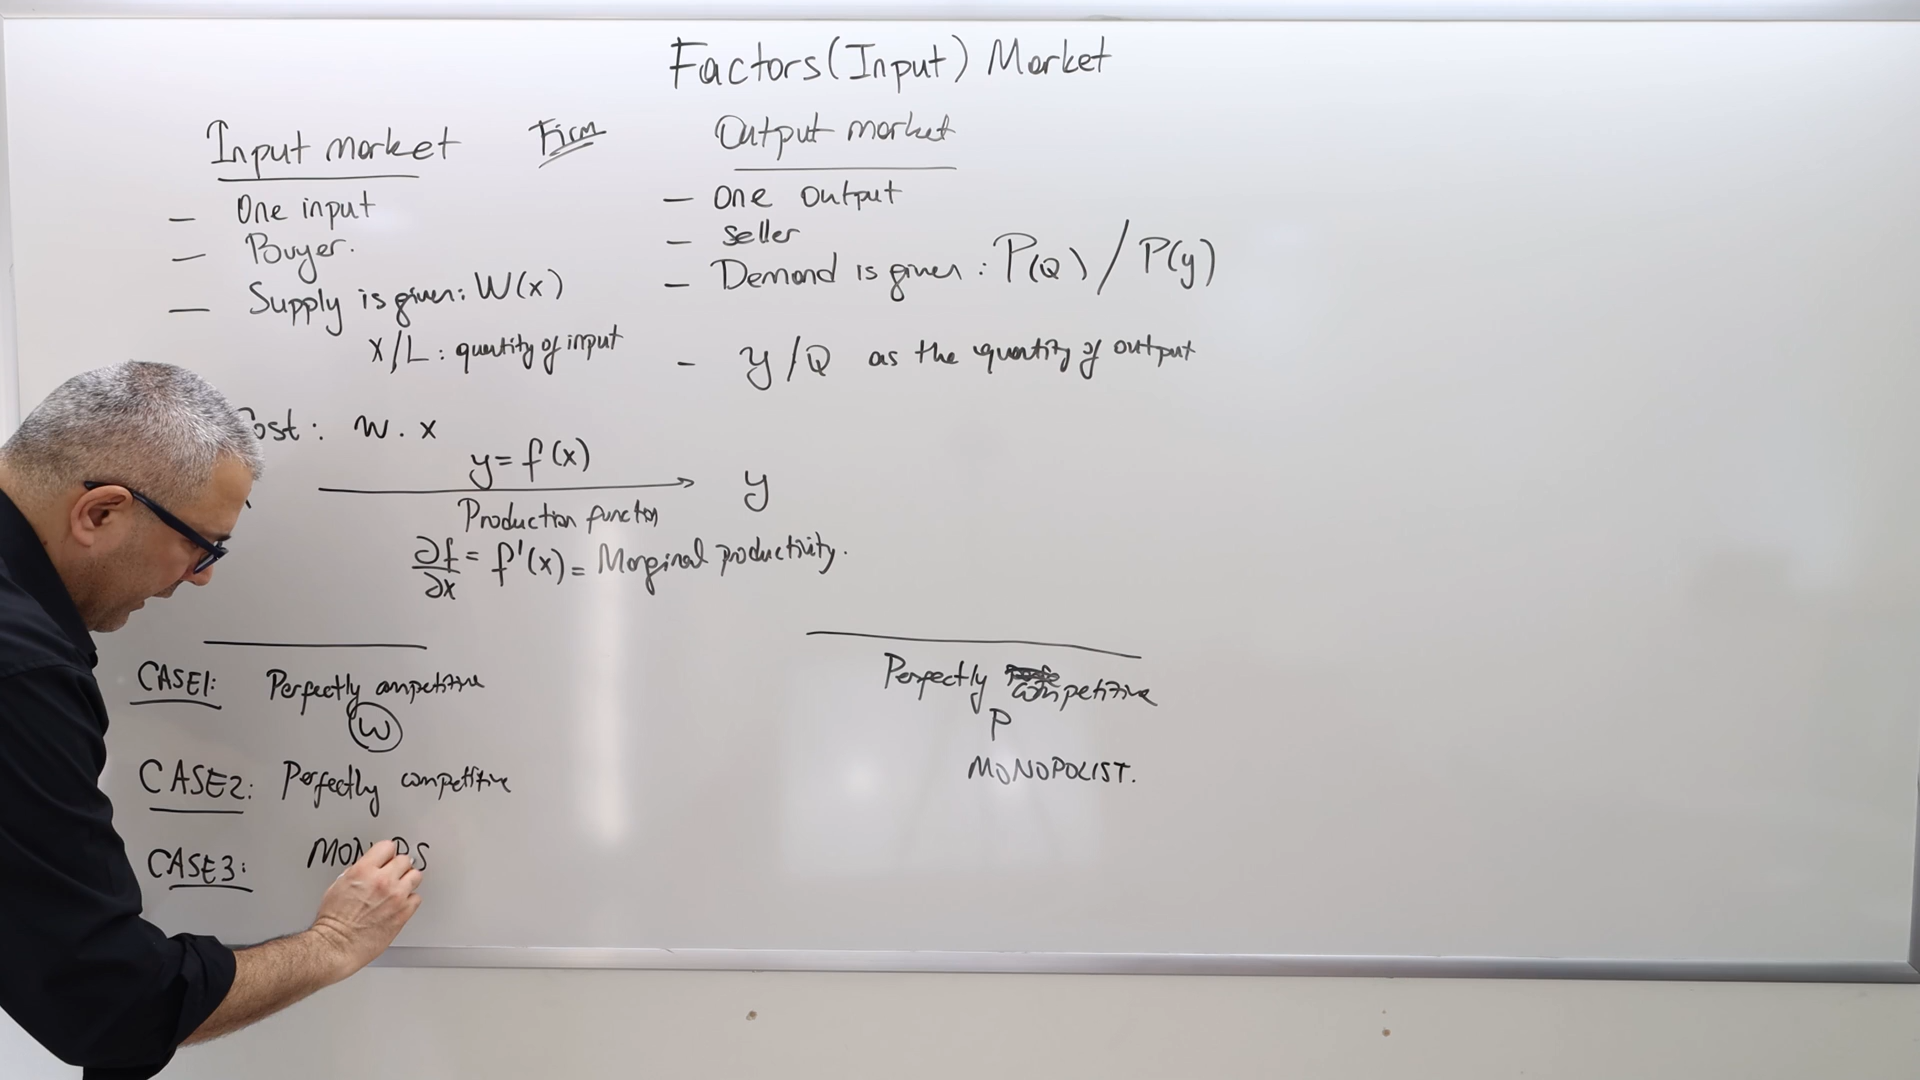 Factors (Input) Market
Input market
Firm
Output market
— One input
— Buyer.
— Supply is given: W(x)
x/L : quantity of input
— One output
— Seller
— Demand is given : P(Q) / P(y)
— y/Q as the quantity of output
ost : w . x
y = f(x)
y
Production function
∂f/∂x = f'(x) = Marginal productivity.
CASE1: Perfectly competitive
W
Perfectly competitive
P
CASE2: Perfectly competitive
MONOPOLIST.
CASE3: